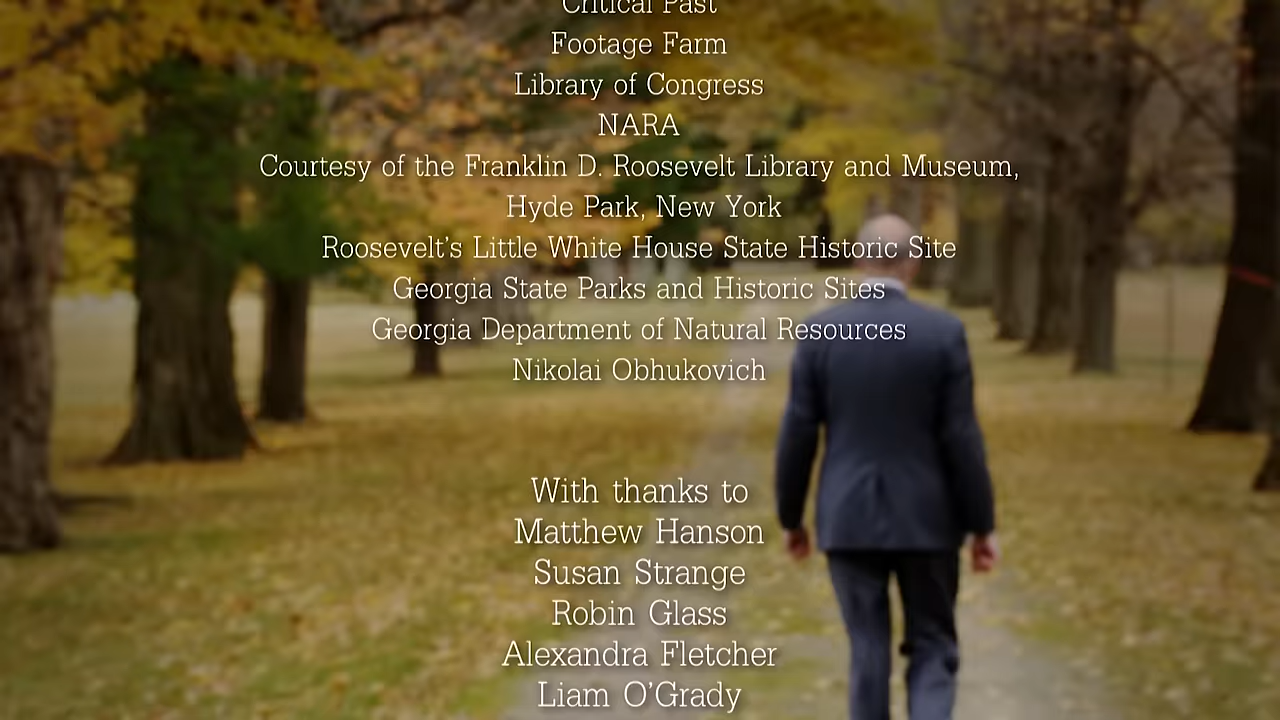 Critical Past
Footage Farm
Library of Congress
NARA
Courtesy of the Franklin D. Roosevelt Library and Museum,
Hyde Park, New York
Roosevelt's Little White House State Historic Site
Georgia State Parks and Historic Sites
Georgia Department of Natural Resources
Nikolai Obhukovich
With thanks to
Matthew Hanson
Susan Strange
Robin Glass
Alexandra Fletcher
Liam O'Grady